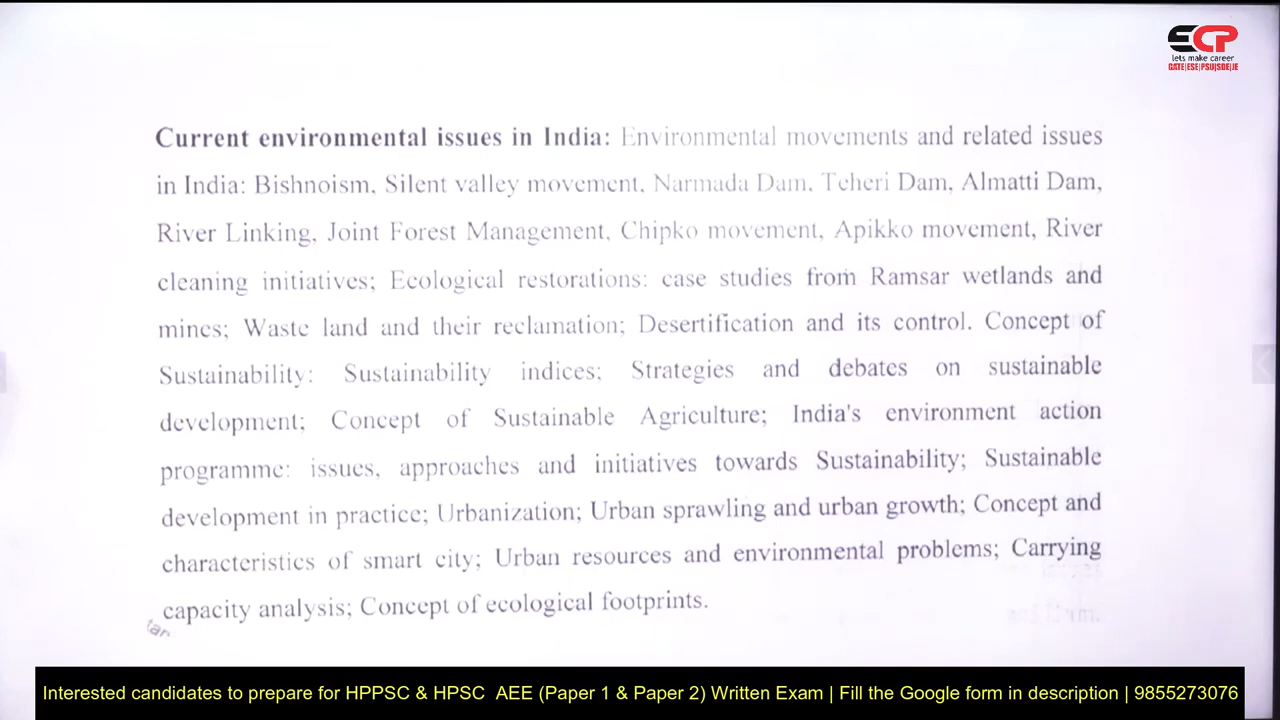 ECP
lets make career
GATE|ESE|PSU|SDE|JE
Current environmental issues in India: Environmental movements and related issues
in India: Bishnoism, Silent valley movement, Narmada Dam, Teheri Dam, Almatti Dam,
River Linking, Joint Forest Management, Chipko movement, Apikko movement, River
cleaning initiatives; Ecological restorations: case studies from Ramsar wetlands and
mines; Waste land and their reclamation; Desertification and its control. Concept of
Sustainability: Sustainability indices; Strategies and debates on sustainable
development; Concept of Sustainable Agriculture; India's environment action
programme: issues, approaches and initiatives towards Sustainability; Sustainable
development in practice; Urbanization; Urban sprawling and urban growth; Concept and
characteristics of smart city; Urban resources and environmental problems; Carrying
capacity analysis; Concept of ecological footprints.
Interested candidates to prepare for HPPSC & HPSC AEE (Paper 1 & Paper 2) Written Exam | Fill the Google form in description | 9855273076